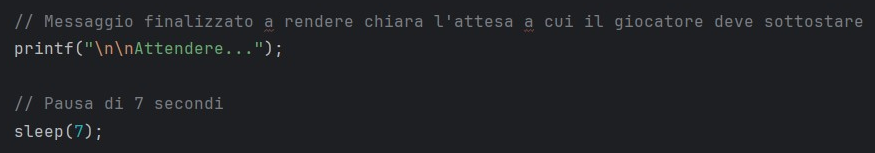 // Messaggio finalizzato a rendere chiara l'attesa a cui il giocatore deve sottostare
printf("\n\nAttendere...");
// Pausa di 7 secondi
sleep(7);